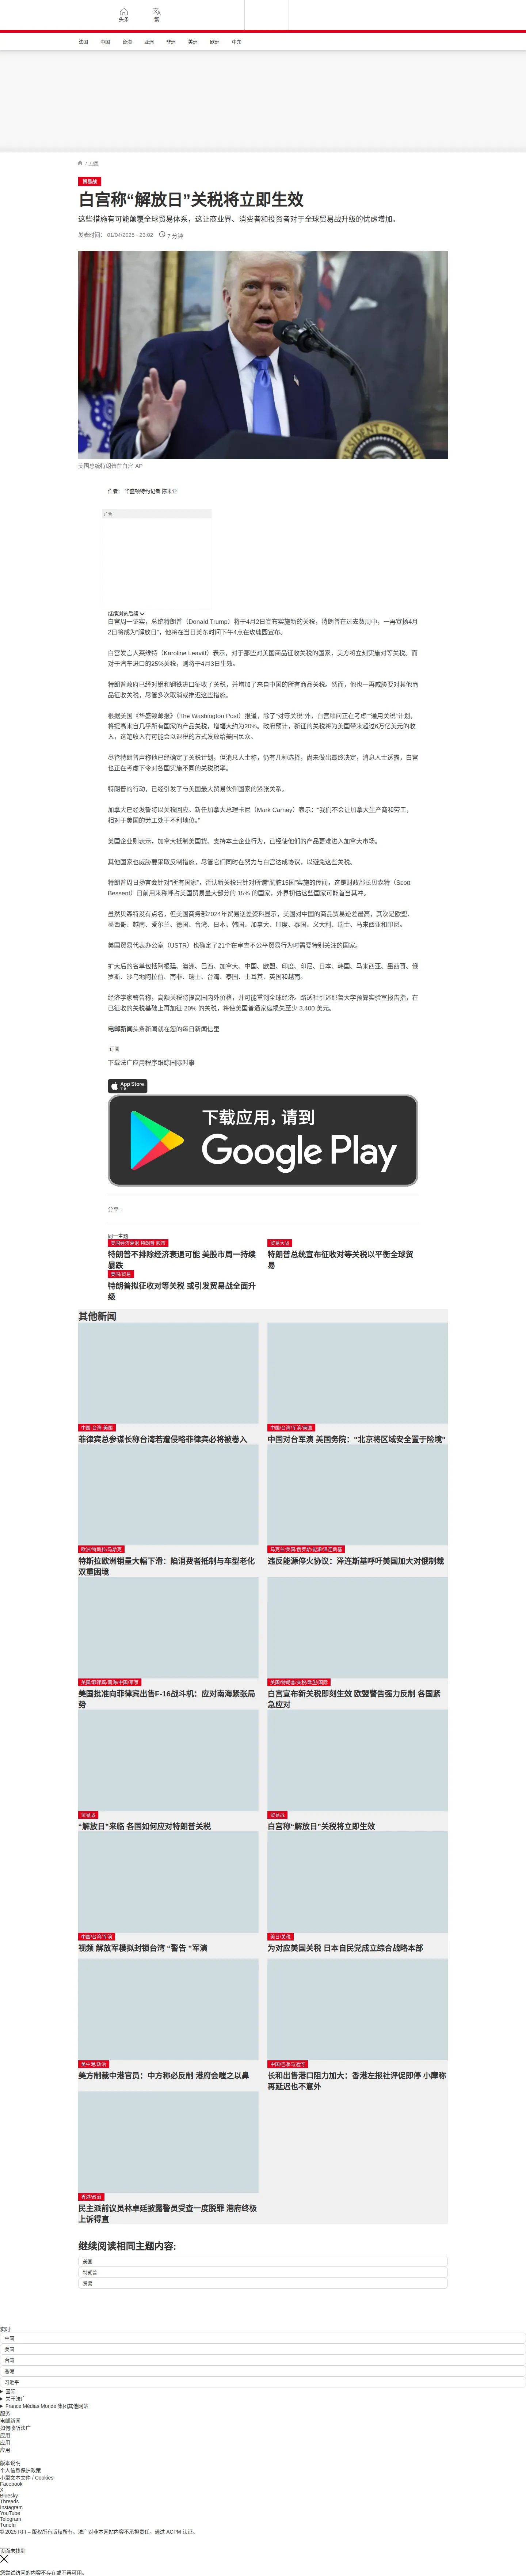 头条
繁
法国 中国 台海 亚洲 非洲 美洲 欧洲 中东
/ 中国
贸易战
白宫称“解放日”关税将立即生效
这些措施有可能颠覆全球贸易体系，这让商业界、消费者和投资者对于全球贸易战升级的忧虑增加。
发表时间： 01/04/2025 - 23:02 7 分钟
美国总统特朗普在白宫 AP
作者： 华盛顿特约记者 陈米亚
广告
继续浏览后续
白宫周一证实，总统特朗普（Donald Trump）将于4月2日宣布实施新的关税，特朗普在过去数周中，一再宣扬4月
2日将成为“解放日”，他将在当日美东时间下午4点在玫瑰园宣布。
白宫发言人莱维特（Karoline Leavitt）表示，对于那些对美国商品征收关税的国家，美方将立刻实施对等关税。而
对于汽车进口的25%关税，则将于4月3日生效。
特朗普政府已经对铝和钢铁进口征收了关税，并增加了来自中国的所有商品关税。然而，他也一再威胁要对其他商
品征收关税，尽管多次取消或推迟这些措施。
根据美国《华盛顿邮报》（The Washington Post）报道，除了“对等关税”外，白宫顾问正在考虑“”通用关税”计划，
将提高来自几乎所有国家的产品关税，增幅大约为20%。政府预计，新征的关税将为美国带来超过6万亿美元的收
入，这笔收入有可能会以退税的方式发放给美国民众。
尽管特朗普声称他已经确定了关税计划，但消息人士称，仍有几种选择，尚未做出最终决定，消息人士透露，白宫
也正在考虑下令对各国实施不同的关税税率。
特朗普的行动，已经引发了与美国最大贸易伙伴国家的紧张关系。
加拿大已经发誓将以关税回应。新任加拿大总理卡尼（Mark Carney）表示：“我们不会让加拿大生产商和劳工，
相对于美国的劳工处于不利地位。”
美国企业则表示，加拿大抵制美国货、支持本土企业行为，已经使他们的产品更难进入加拿大市场。
其他国家也威胁要采取反制措施，尽管它们同时在努力与白宫达成协议，以避免这些关税。
特朗普周日扬言会针对“所有国家”，否认新关税只针对所谓“肮脏15国”实施的传闻，这是财政部长贝森特（Scott
Bessent）日前用来称呼占美国贸易量大部分的 15% 的国家，外界初估这些国家可能首当其冲。
虽然贝森特没有点名，但美国商务部2024年贸易逆差资料显示，美国对中国的商品贸易逆差最高，其次是欧盟、
墨西哥、越南、爱尔兰、德国、台湾、日本、韩国、加拿大、印度、泰国、义大利、瑞士、马来西亚和印尼。
美国贸易代表办公室（USTR）也确定了21个在审查不公平贸易行为时需要特别关注的国家。
扩大后的名单包括阿根廷、澳洲、巴西、加拿大、中国、欧盟、印度、印尼、日本、韩国、马来西亚、墨西哥、俄
罗斯、沙乌地阿拉伯、南非、瑞士、台湾、泰国、土耳其、英国和越南。
经济学家警告称，高额关税将提高国内外价格，并可能重创全球经济。路透社引述耶鲁大学预算实验室报告指，在
已征收的关税基础上再加征 20% 的关税，将使美国普通家庭损失至少 3,400 美元。
电邮新闻头条新闻就在您的每日新闻信里
订阅
下载法广应用程序跟踪国际时事
App Store
下载
下载应用，请到
Google Play
分享 :
同一主题
美国经济衰退 特朗普 股市
特朗普不排除经济衰退可能 美股市周一持续
暴跌
贸易大战
特朗普总统宣布征收对等关税以平衡全球贸
易
美国/贸易
特朗普拟征收对等关税 或引发贸易战全面升
级
其他新闻
中国-台湾-美国
菲律宾总参谋长称台湾若遭侵略菲律宾必将被卷入
中国/台湾/军演/美国
中国对台军演 美国务院：“北京将区域安全置于险境”
欧洲/特斯拉/马斯克
特斯拉欧洲销量大幅下滑：陷消费者抵制与车型老化
双重困境
乌克兰/美国/俄罗斯/能源/泽连斯基
违反能源停火协议：泽连斯基呼吁美国加大对俄制裁
美国/菲律宾/南海/中国/军事
美国批准向菲律宾出售F-16战斗机：应对南海紧张局
势
美国/特朗普/关税/欧盟/国际
白宫宣布新关税即刻生效 欧盟警告强力反制 各国紧
急应对
贸易战
“解放日”来临 各国如何应对特朗普关税
贸易战
白宫称“解放日”关税将立即生效
中国/台湾/军演
视频 解放军模拟封锁台湾 “警告 ”军演
美日/关税
为对应美国关税 日本自民党成立综合战略本部
美中港/政治
美方制裁中港官员：中方称必反制 港府会嗤之以鼻
中国/巴拿马运河
长和出售港口阻力加大：香港左报社评促即停 小摩称
再延迟也不意外
香港/政治
民主派前议员林卓廷披露警员受查一度脱罪 港府终极
上诉得直
继续阅读相同主题内容:
美国
特朗普
贸易
实时
中国
美国
台湾
香港
习近平
国际
关于法广
France Médias Monde 集团其他网站
服务
电邮新闻
如何收听法广
应用
应用
应用
版本说明
个人信息保护政策
小型文本文件 / Cookies
Facebook
X
Bluesky
Threads
Instagram
YouTube
Telegram
TuneIn
© 2025 RFI – 版权所有版权所有。法广对非本网站内容不承担责任。通过 ACPM 认证。
页面未找到
您尝试访问的内容不存在或不再可用。